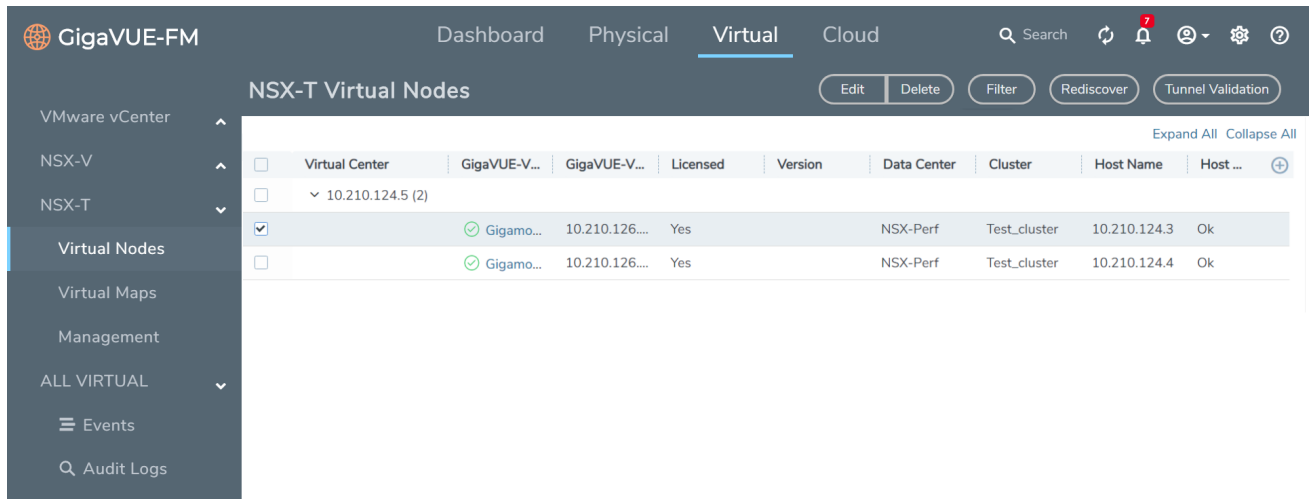 GigaVUE-FM
Dashboard Physical Virtual Cloud Search 7
NSX-T Virtual Nodes Edit Delete Filter Rediscover Tunnel Validation
VMware vCenter
NSX-V
NSX-T
Virtual Nodes
Virtual Maps
Management
ALL VIRTUAL
Events
Audit Logs
Expand All Collapse All
Virtual Center GigaVUE-V... GigaVUE-V... Licensed Version Data Center Cluster Host Name Host ...
10.210.124.5 (2)
Gigamo... 10.210.126.... Yes NSX-Perf Test_cluster 10.210.124.3 Ok
Gigamo... 10.210.126.... Yes NSX-Perf Test_cluster 10.210.124.4 Ok